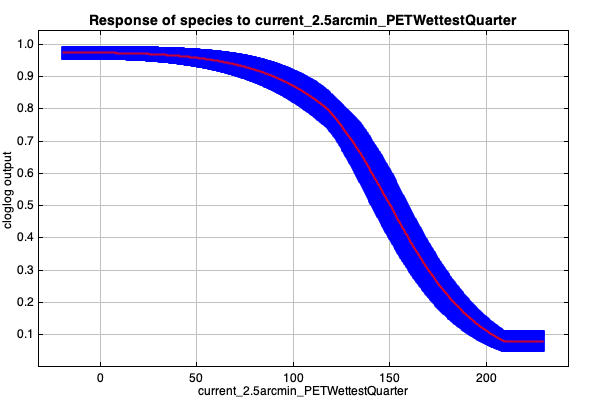 Response of species to current_2.5arcmin_PETWettestQuarter
1.0
0.9
0.8
0.7
0.6
0.5
0.4
0.3
0.2
0.1
cloglog output
0 50 100 150 200
current_2.5arcmin_PETWettestQuarter